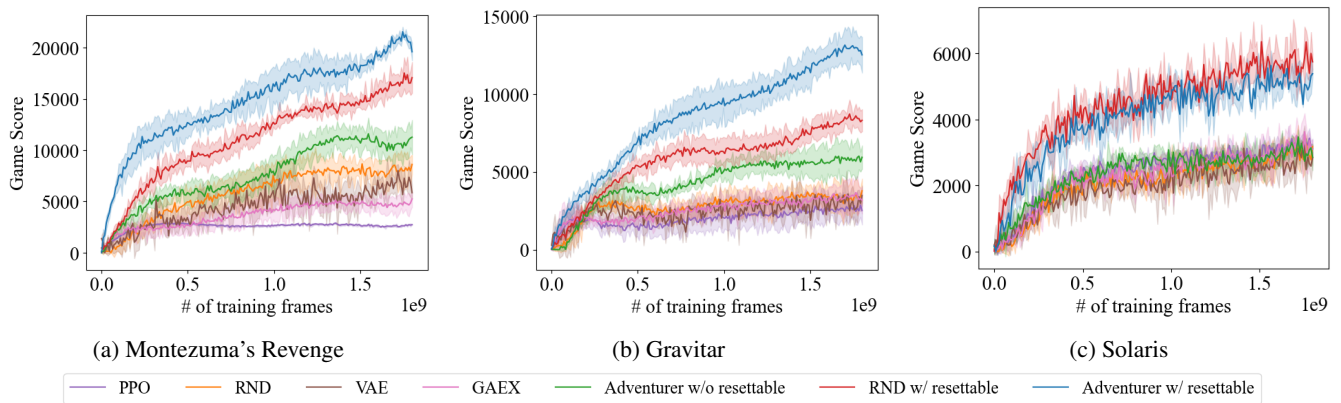 Game Score
20000
15000
10000
5000
0
0.0 0.5 1.0 1.5
1e9
# of training frames
(a) Montezuma's Revenge
Game Score
15000
12500
10000
7500
5000
2500
0
0.0 0.5 1.0 1.5
1e9
# of training frames
(b) Gravitar
Game Score
6000
4000
2000
0
0.0 0.5 1.0 1.5
1e9
# of training frames
(c) Solaris
PPO RND VAE GAEX Adventurer w/o resettable RND w/ resettable Adventurer w/ resettable